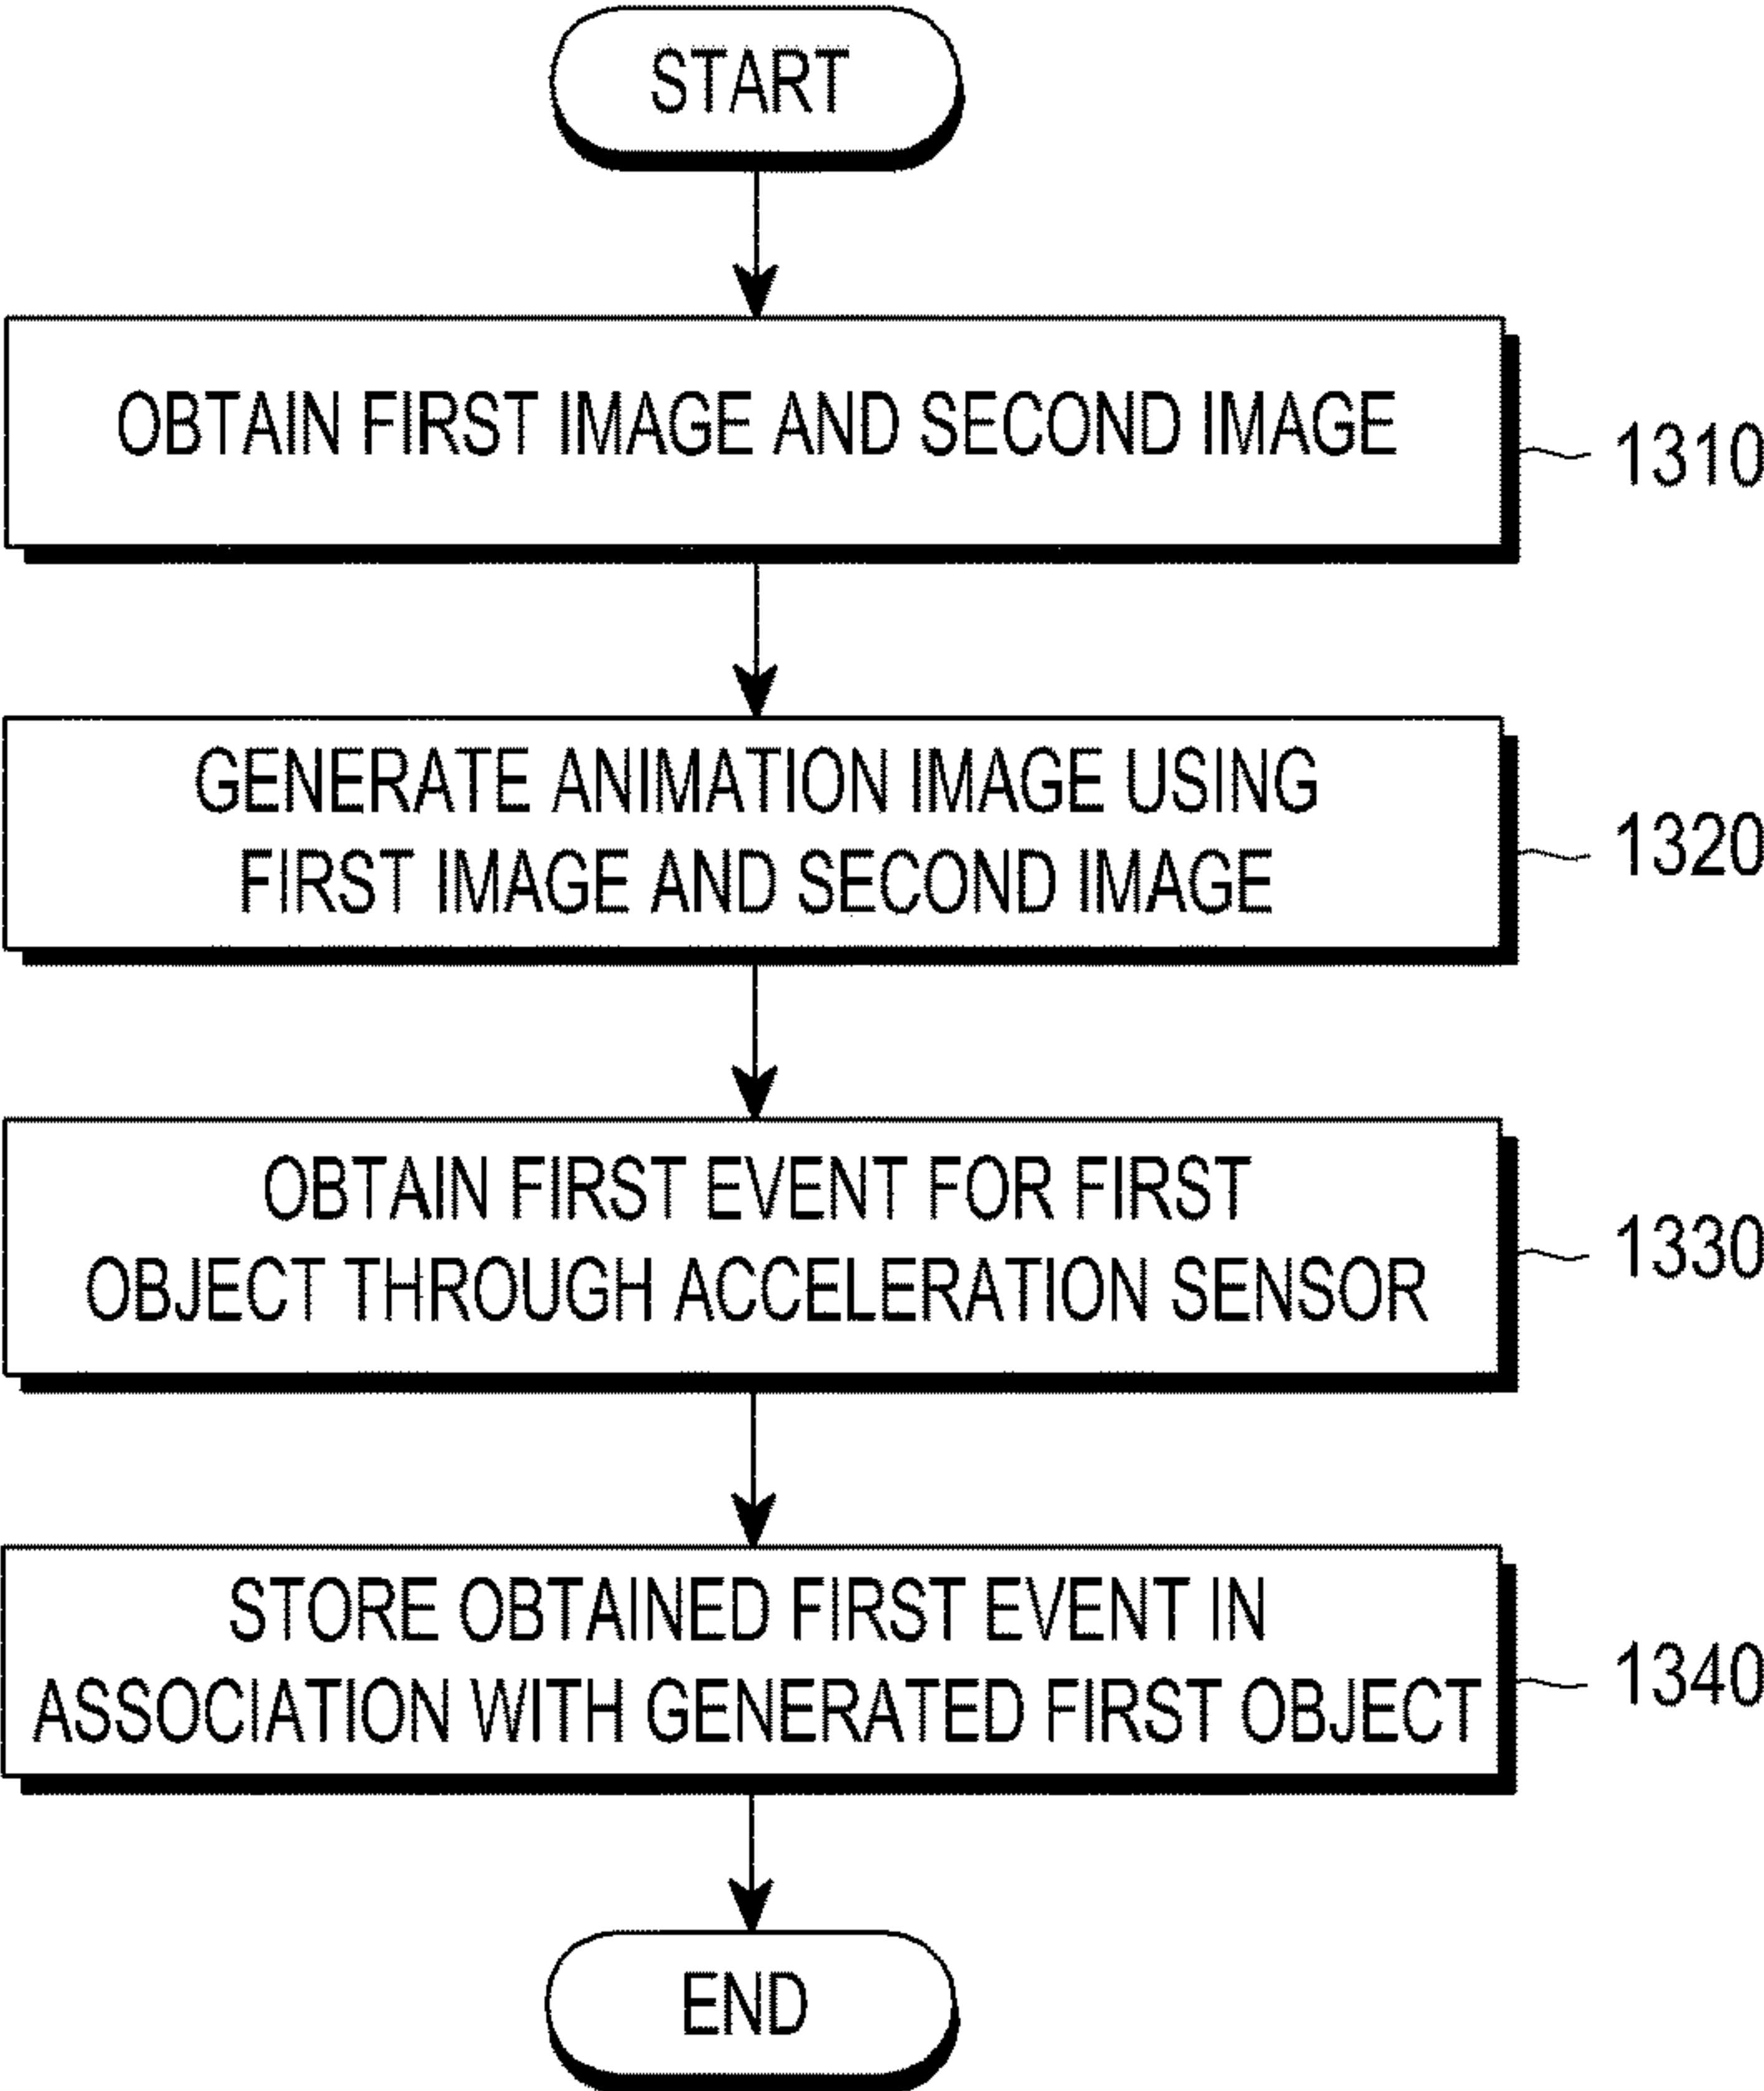 START
OBTAIN FIRST IMAGE AND SECOND IMAGE
1310
GENERATE ANIMATION IMAGE USING
FIRST IMAGE AND SECOND IMAGE
1320
OBTAIN FIRST EVENT FOR FIRST
OBJECT THROUGH ACCELERATION SENSOR
1330
STORE OBTAINED FIRST EVENT IN
ASSOCIATION WITH GENERATED FIRST OBJECT
1340
END